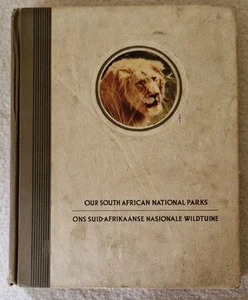 OUR SOUTH AFRICAN NATIONAL PARKS
ONS SUID-AFRIKAANSE NASIONALE WILDTUINE